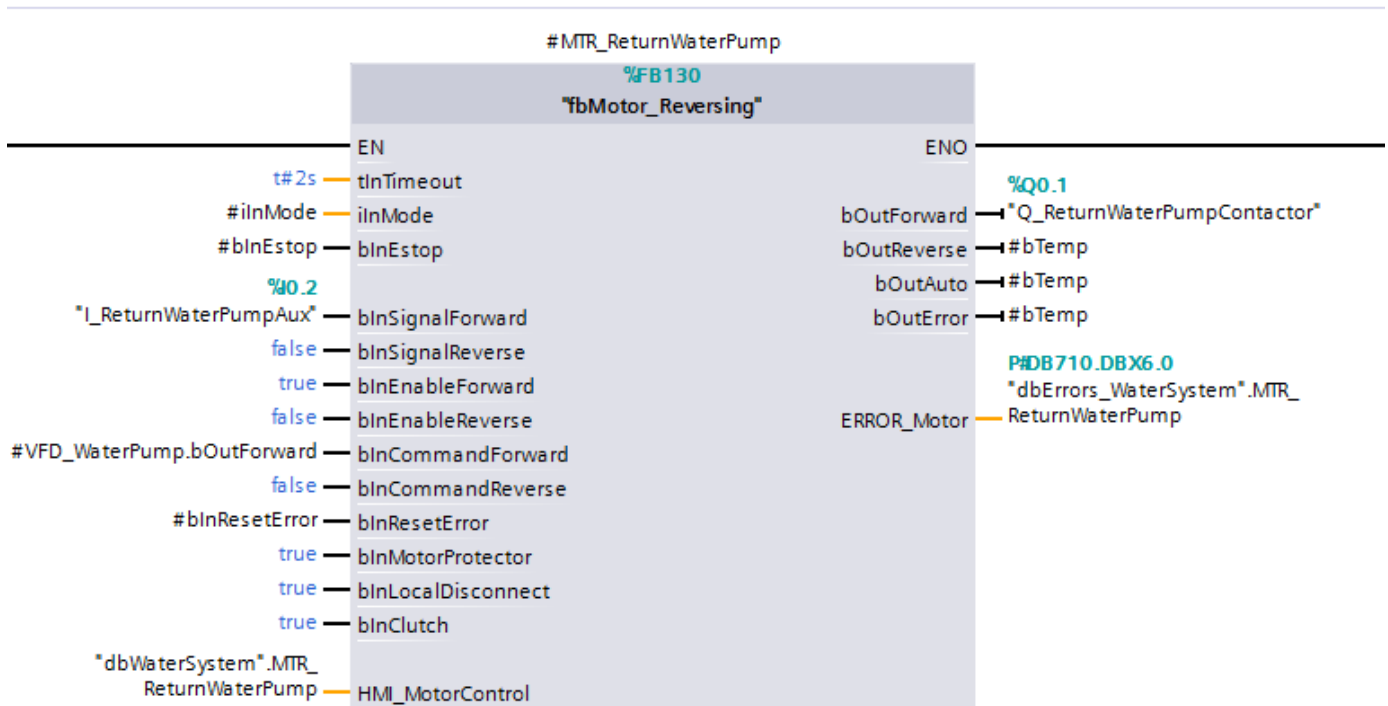 #MTR_ReturnWaterPump
%FB130
"fbMotor_Reversing"
EN
ENO
t#2s
tInTimeout
%Q0.1
#iInMode
iInMode
bOutForward
"Q_ReturnWaterPumpContactor"
#bInEstop
bInEstop
bOutReverse
#bTemp
%I0.2
bOutAuto
#bTemp
"I_ReturnWaterPumpAux"
bInSignalForward
bOutError
#bTemp
false
bInSignalReverse
P#DB710.DBX6.0
true
bInEnableForward
"dbErrors_WaterSystem".MTR_
false
bInEnableReverse
ERROR_Motor
ReturnWaterPump
#VFD_WaterPump.bOutForward
bInCommandForward
false
bInCommandReverse
#bInResetError
bInResetError
true
bInMotorProtector
true
bInLocalDisconnect
true
bInClutch
"dbWaterSystem".MTR_
ReturnWaterPump
HMI_MotorControl